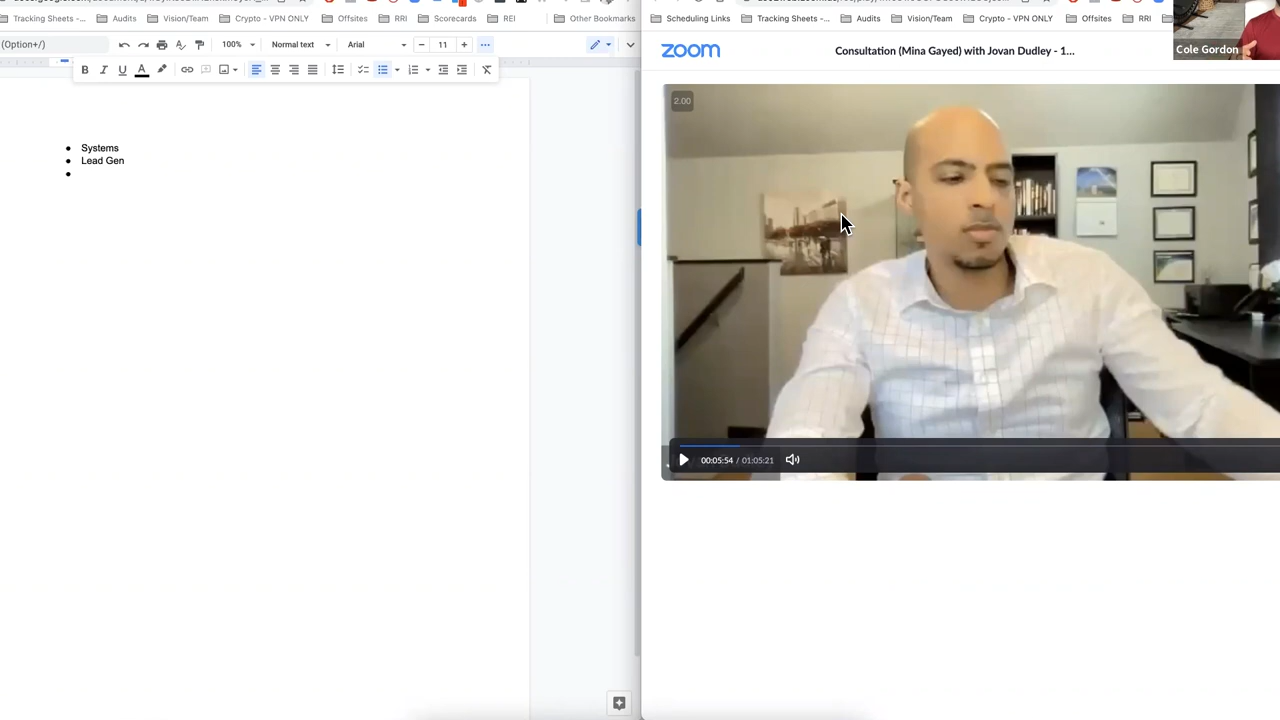 Tracking Sheets -...
Audits
Vision/Team
Crypto - VPN ONLY
Offsites
RRI
Scorecards
REI
Other Bookmarks
(Option+/)
100%
Normal text
Arial
11
B I U A
Systems
Lead Gen
Scheduling Links
Tracking Sheets -...
Audits
Vision/Team
Crypto - VPN ONLY
Offsites
RRI
zoom
Consultation (Mina Gayed) with Jovan Dudley - 1...
Cole Gordon
2.00
00:05:54 / 01:05:21